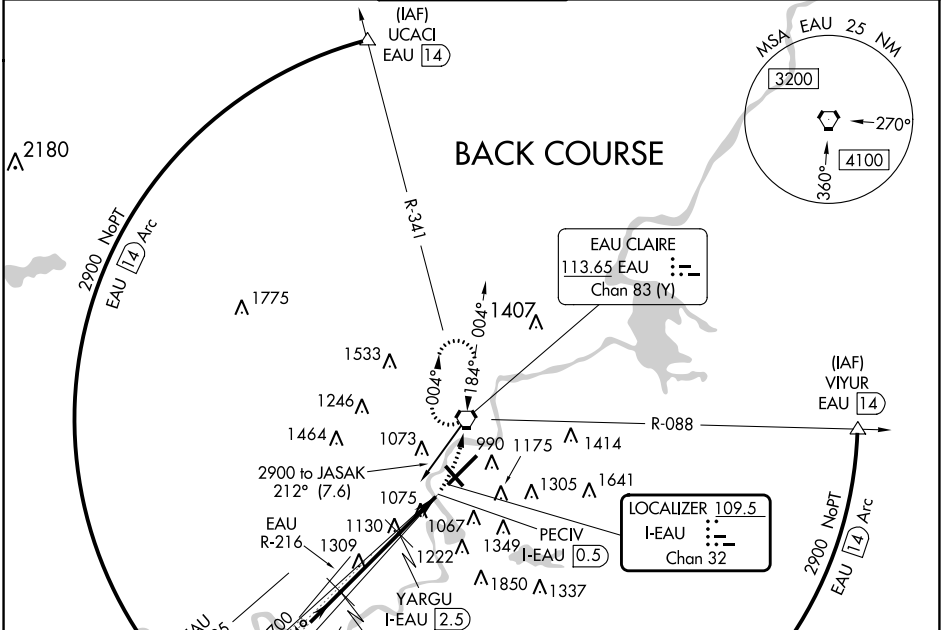 (IAF)
UCACI
EAU 14
MSA EAU 25 NM
3200
270°
4100
360°
BACK COURSE
2180
R-341
2900 NoPT
EAU 14 Arc
EAU CLAIRE
113.65 EAU
Chan 83 (Y)
1775
004°
1407
1533
004°
184°
(IAF)
VIYUR
EAU 14
1246
R-088
1464
1073
990
1175
1414
2900 to JASAK
212° (7.6)
1305
1641
1075
LOCALIZER 109.5
I-EAU
Chan 32
EAU
R-216
1130
1067
1349
PECIV
I-EAU 0.5
1309
1222
2900 NoPT
EAU 14 Arc
1850
1337
YARGU
I-EAU 2.5